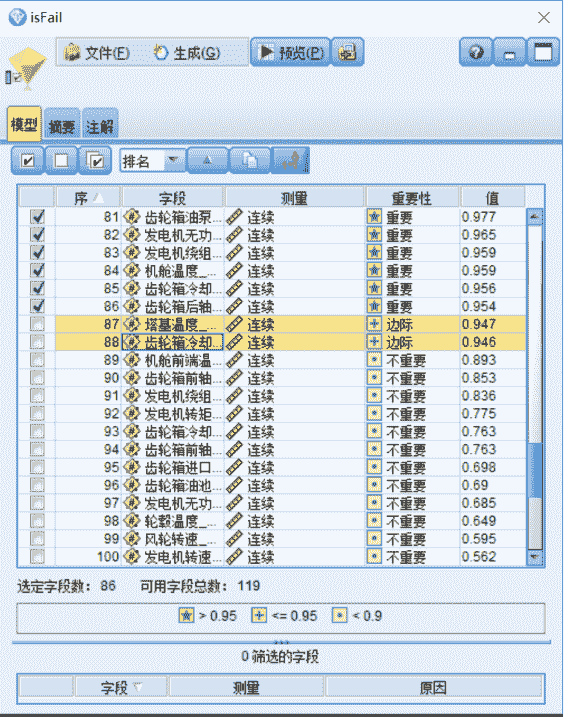 isFail
文件(F) 生成(G) 预览(P)
模型 摘要 注解
排名
序 字段 测量 重要性 值
81 齿轮箱油泵... 连续 重要 0.977
82 发电机无功... 连续 重要 0.965
83 发电机绕组... 连续 重要 0.959
84 机舱温度_... 连续 重要 0.959
85 齿轮箱冷却... 连续 重要 0.956
86 齿轮箱后轴... 连续 重要 0.954
87 塔基温度_... 连续 边际 0.947
88 齿轮箱冷却... 连续 边际 0.946
89 机舱前端温... 连续 不重要 0.893
90 齿轮箱前轴... 连续 不重要 0.853
91 发电机绕组... 连续 不重要 0.836
92 发电机转矩... 连续 不重要 0.775
93 齿轮箱冷却... 连续 不重要 0.763
94 齿轮箱前轴... 连续 不重要 0.763
95 齿轮箱进口... 连续 不重要 0.698
96 齿轮箱油池... 连续 不重要 0.69
97 发电机无功... 连续 不重要 0.685
98 轮毂温度_... 连续 不重要 0.649
99 风轮转速_... 连续 不重要 0.595
100 发电机转速... 连续 不重要 0.562
选定字段数: 86 可用字段总数: 119
> 0.95 <= 0.95 < 0.9
0 筛选的字段
字段 测量 原因